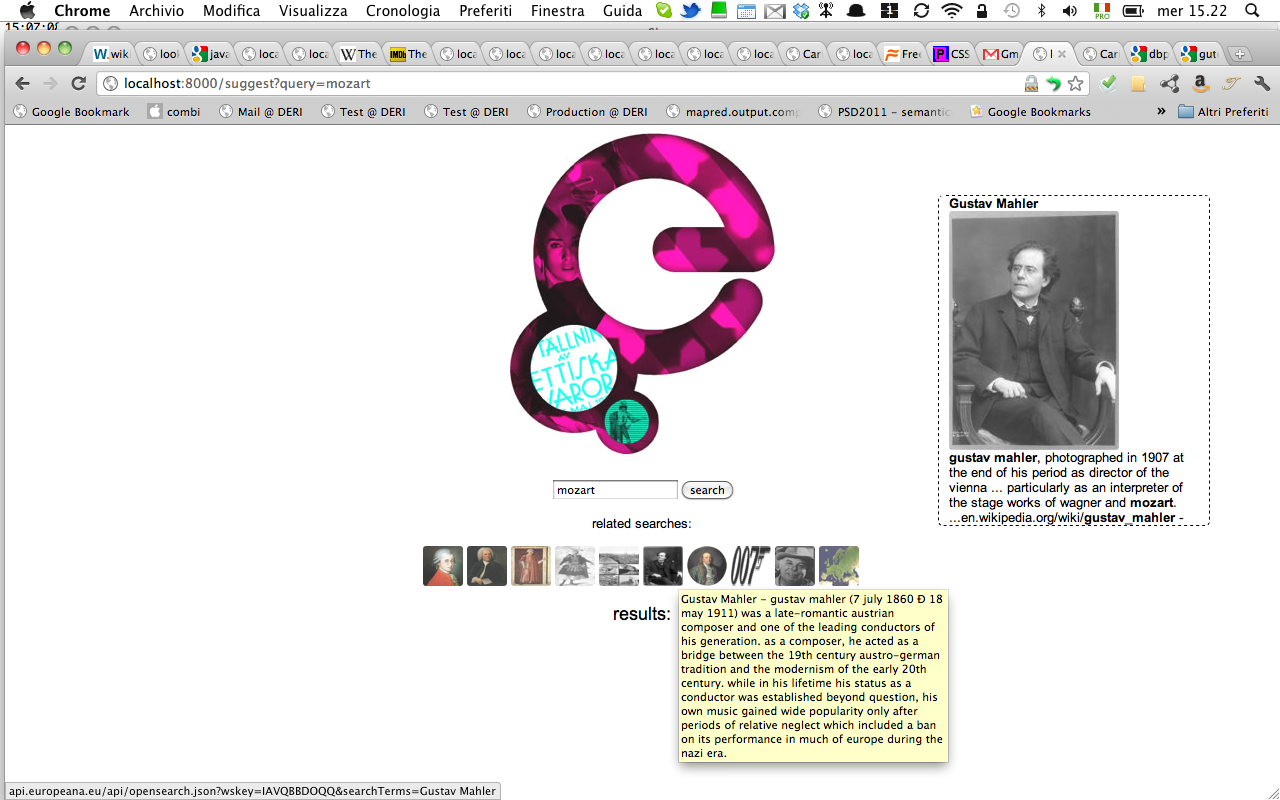 Chrome Archivio Modifica Visualizza Cronologia Preferiti Finestra Guida PRO mer 15.22
W. wik loo java loca loca W The IMDb The loca loca loca loca loca loca loca Car loca Free P CSS Gm l Car dbp gut
localhost:8000/suggest?query=mozart
Google Bookmark combi Mail @ DERI Test @ DERI Test @ DERI Production @ DERI mapred.output.comp PSD2011 - semantic Google Bookmarks » Altri Preferiti
TÄLLNIN
AV
ETTISKA
VAROR
MAJ
Gustav Mahler
gustav mahler, photographed in 1907 at
the end of his period as director of the
vienna ... particularly as an interpreter of
the stage works of wagner and mozart.
...en.wikipedia.org/wiki/gustav_mahler -
mozart search
related searches:
007
results:
Gustav Mahler - gustav mahler (7 july 1860 Ð 18
may 1911) was a late-romantic austrian
composer and one of the leading conductors of
his generation. as a composer, he acted as a
bridge between the 19th century austro-german
tradition and the modernism of the early 20th
century. while in his lifetime his status as a
conductor was established beyond question, his
own music gained wide popularity only after
periods of relative neglect which included a ban
on its performance in much of europe during the
nazi era.
api.europeana.eu/api/opensearch.json?wskey=IAVQBBDOQQ&searchTerms=Gustav Mahler